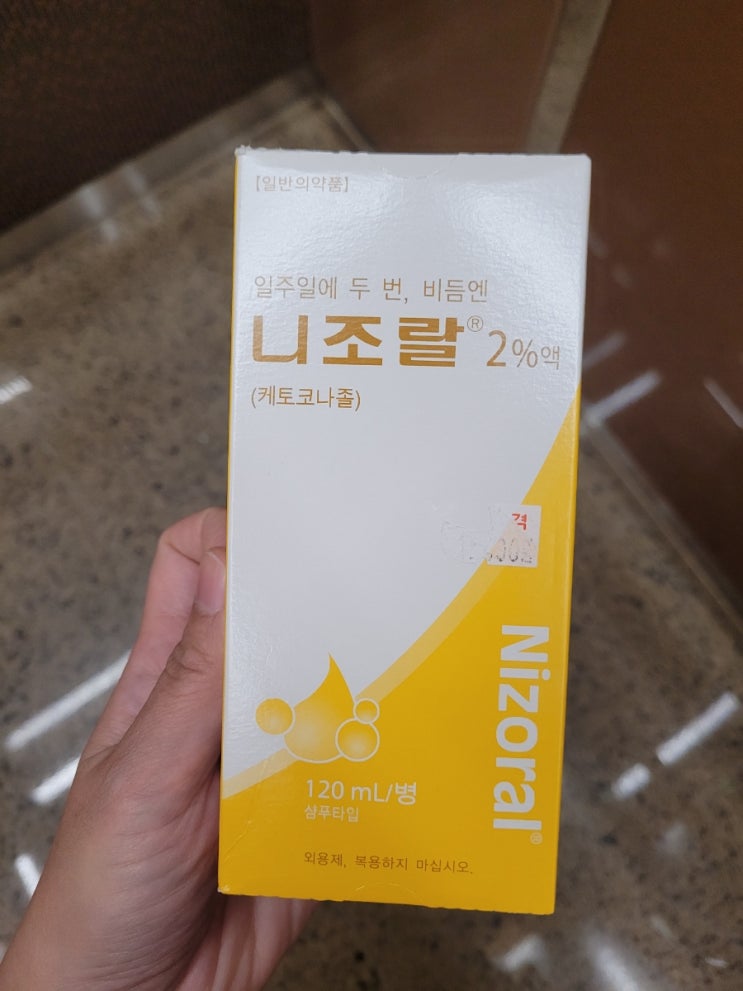 【일반의약품】
일주일에 두 번, 비듬엔
니조랄® 2%액
(케토코나졸)
격
Nizoral®
120 mL/병
샴푸타입
외용제, 복용하지 마십시오.